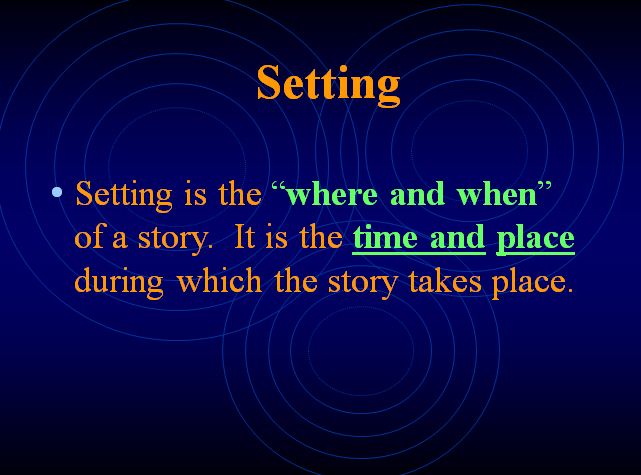 Setting
• Setting is the “where and when”
of a story.  It is the time and place
during which the story takes place.